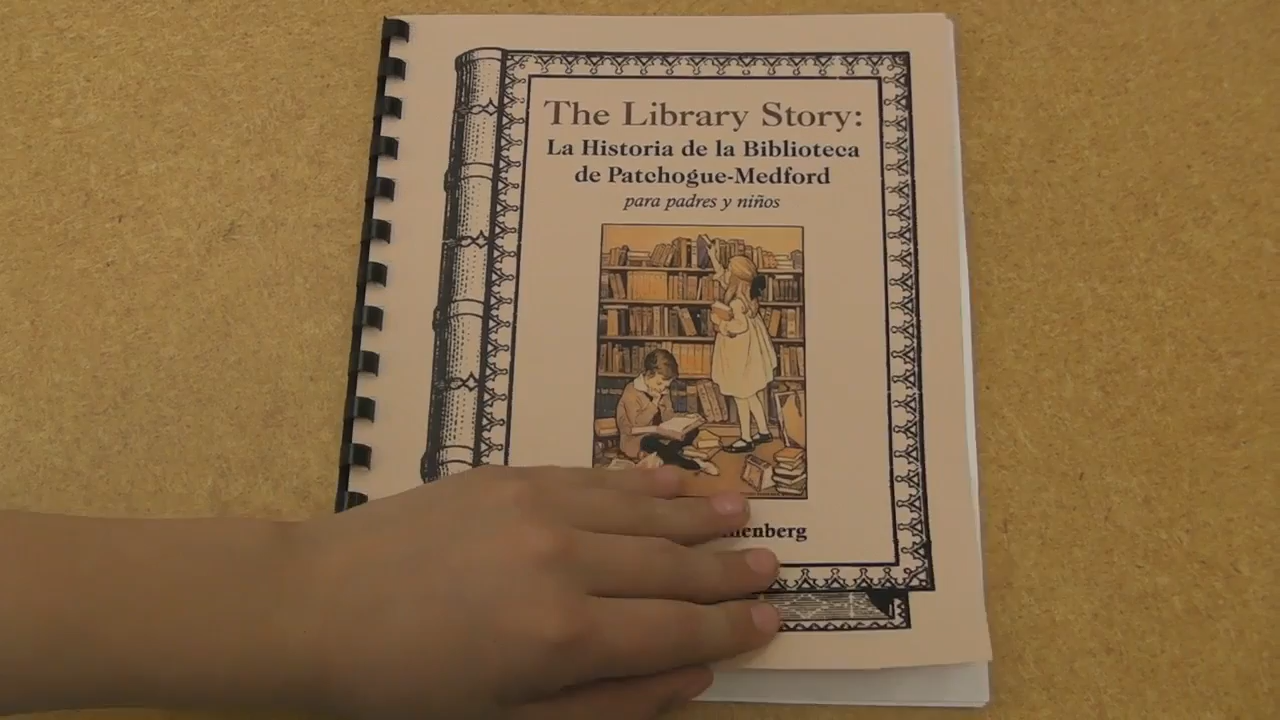 The Library Story:
La Historia de la Biblioteca
de Patchogue-Medford
para padres y niños